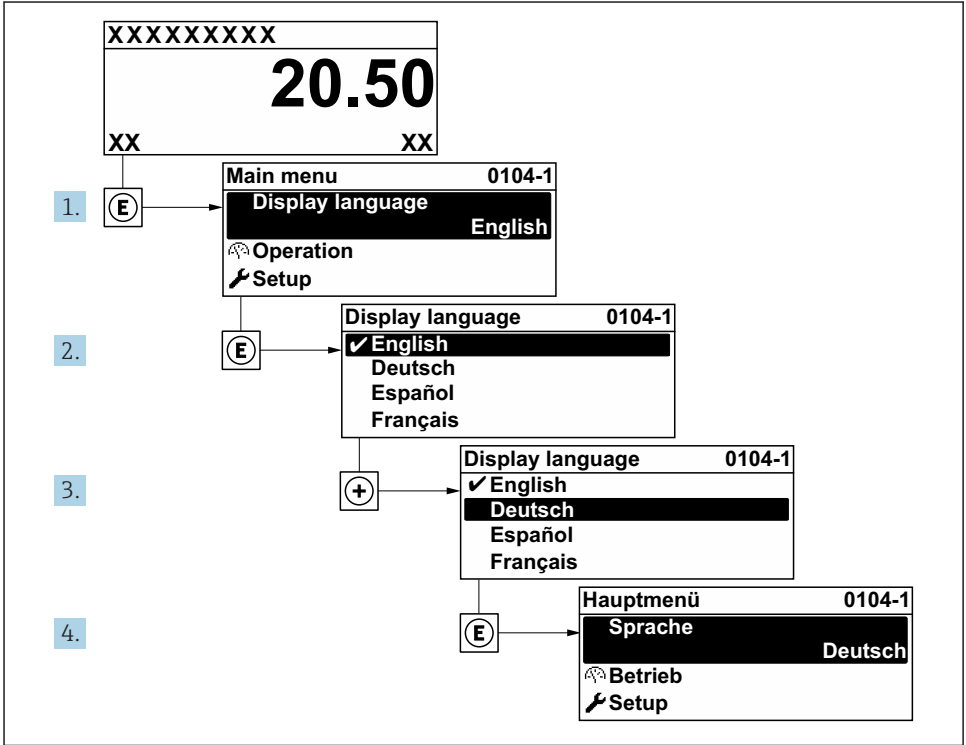 XXXXXXXXX
20.50
XX XX
1. E
Main menu 0104-1
Display language
English
Operation
Setup
2. E
Display language 0104-1
✔English
Deutsch
Español
Français
3. +
Display language 0104-1
✔English
Deutsch
Español
Français
4. E
Hauptmenü 0104-1
Sprache
Deutsch
Betrieb
Setup